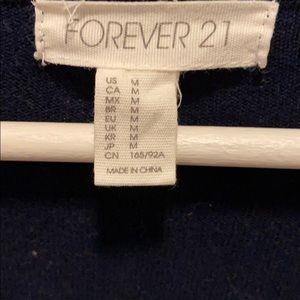 FOREVER 21
US M
CA M
MX M
BR M
EU M
UK M
KR M
JP M
CN 165/92A
MADE IN CHINA